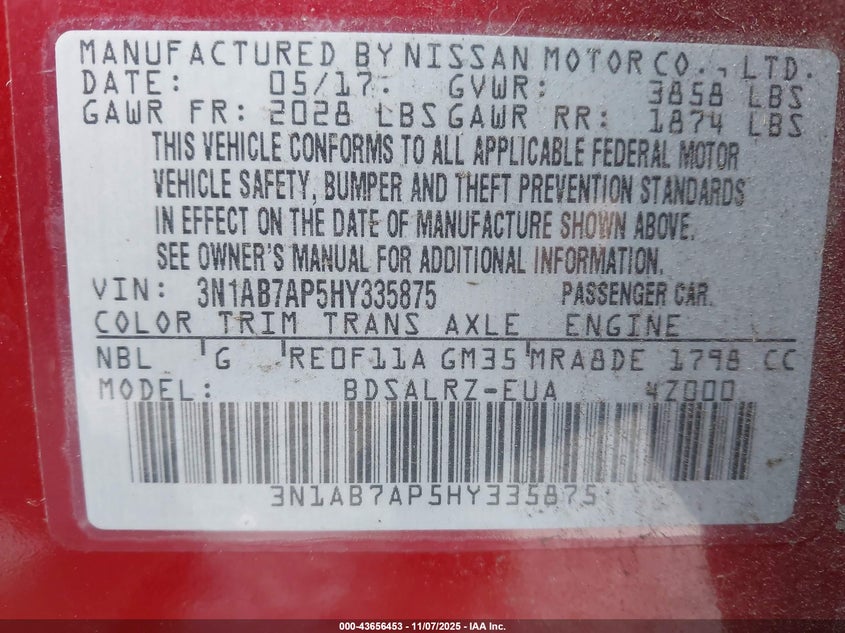 MANUFACTURED BY NISSAN MOTOR CO., LTD.
DATE: 05/17. GVWR: 3858 LBS
GAWR FR: 2028 LBS GAWR RR: 1874 LBS
THIS VEHICLE CONFORMS TO ALL APPLICABLE FEDERAL MOTOR
VEHICLE SAFETY, BUMPER AND THEFT PREVENTION STANDARDS
IN EFFECT ON THE DATE OF MANUFACTURE SHOWN ABOVE.
SEE OWNER'S MANUAL FOR ADDITIONAL INFORMATION.
VIN: 3N1AB7AP5HY335875 PASSENGER CAR.
COLOR TRIM TRANS AXLE ENGINE
NBL 'G 'RE0F11A GM35 'MRA8DE 1798 CC
MODEL: BDSALRZ-EUA 4Z000
3N1AB7AP5HY335875
000-43656453 - 11/07/2025 - IAA Inc.